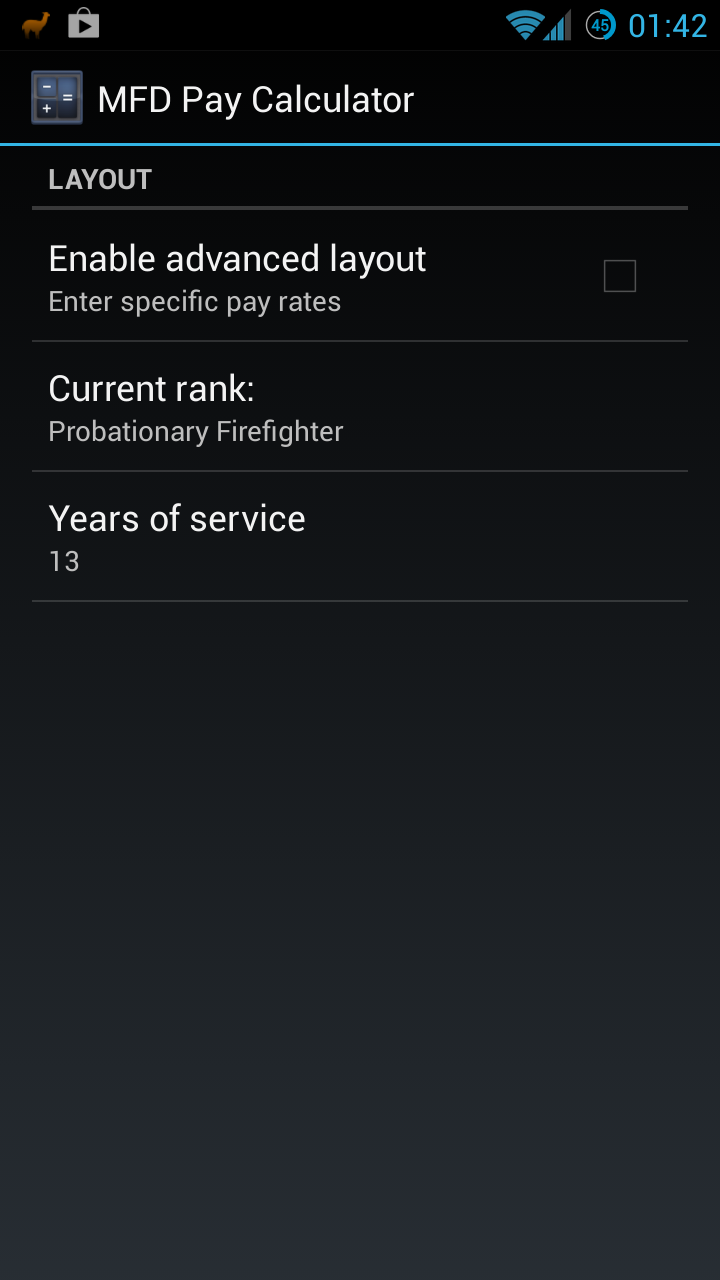 45 01:42
MFD Pay Calculator
LAYOUT
Enable advanced layout
Enter specific pay rates
Current rank:
Probationary Firefighter
Years of service
13